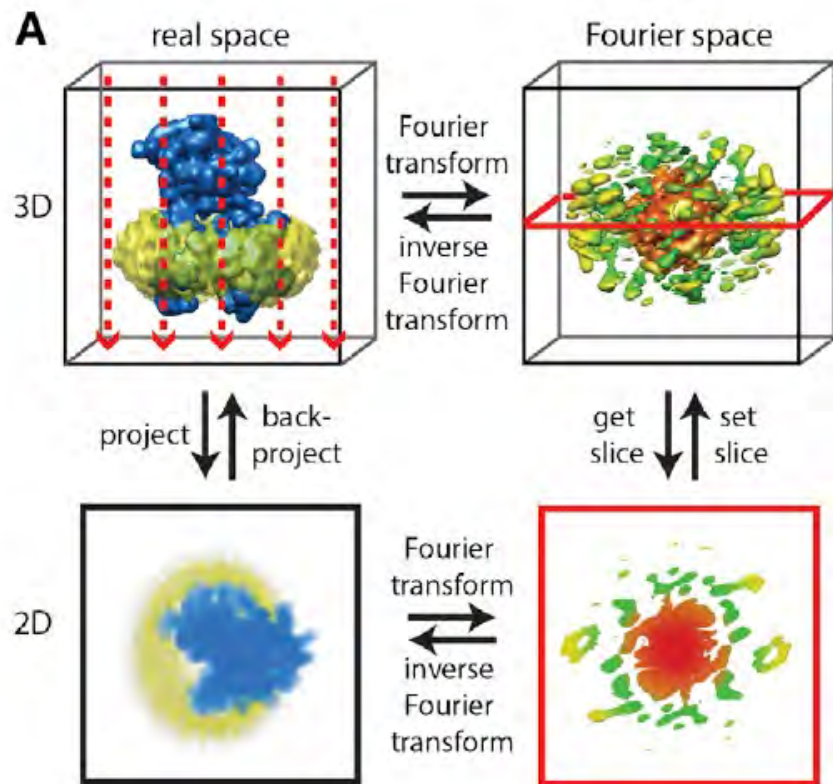 A
real space
Fourier space
3D
Fourier
transform
inverse
Fourier
transform
project
back-
project
get
slice
set
slice
2D
Fourier
transform
inverse
Fourier
transform